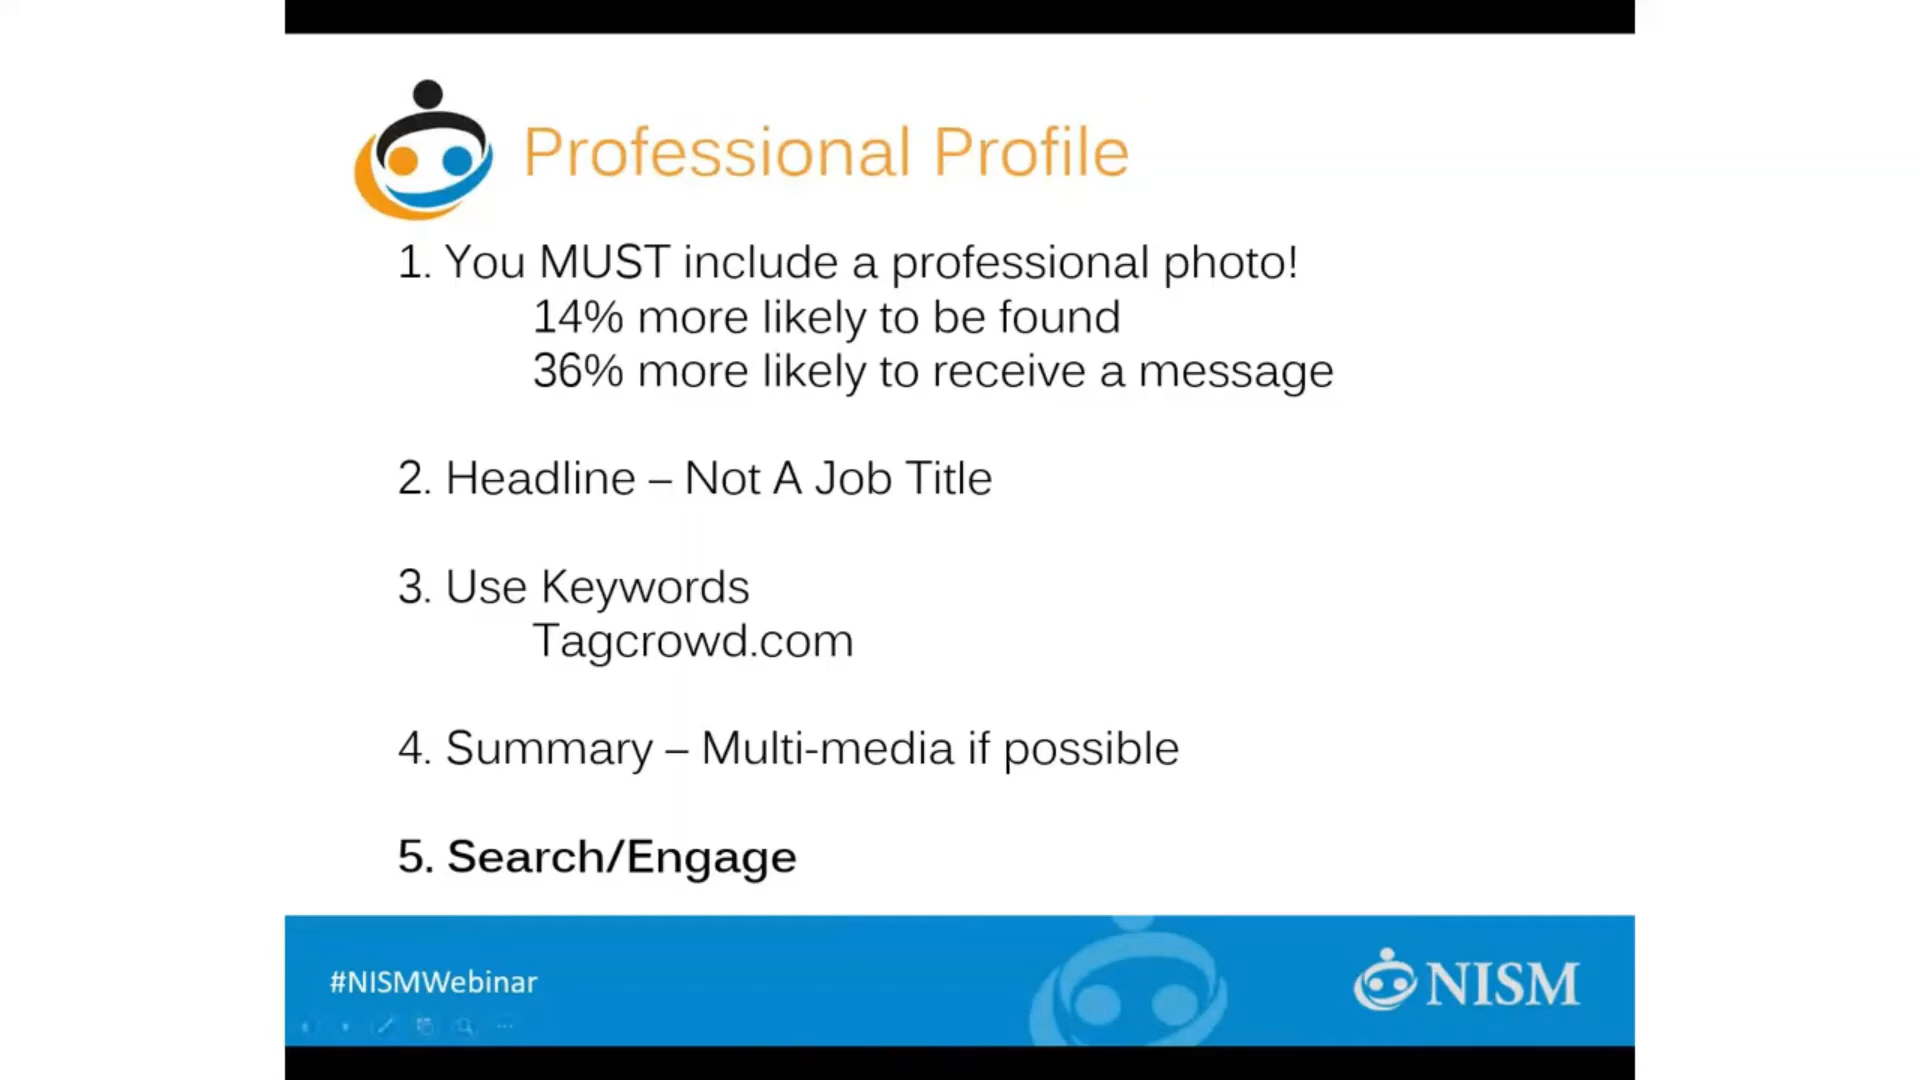 Professional Profile
1. You MUST include a professional photo!
14% more likely to be found
36% more likely to receive a message
2. Headline – Not A Job Title
3. Use Keywords
Tagcrowd.com
4. Summary – Multi-media if possible
5. Search/Engage
#NISMWebinar
NISM